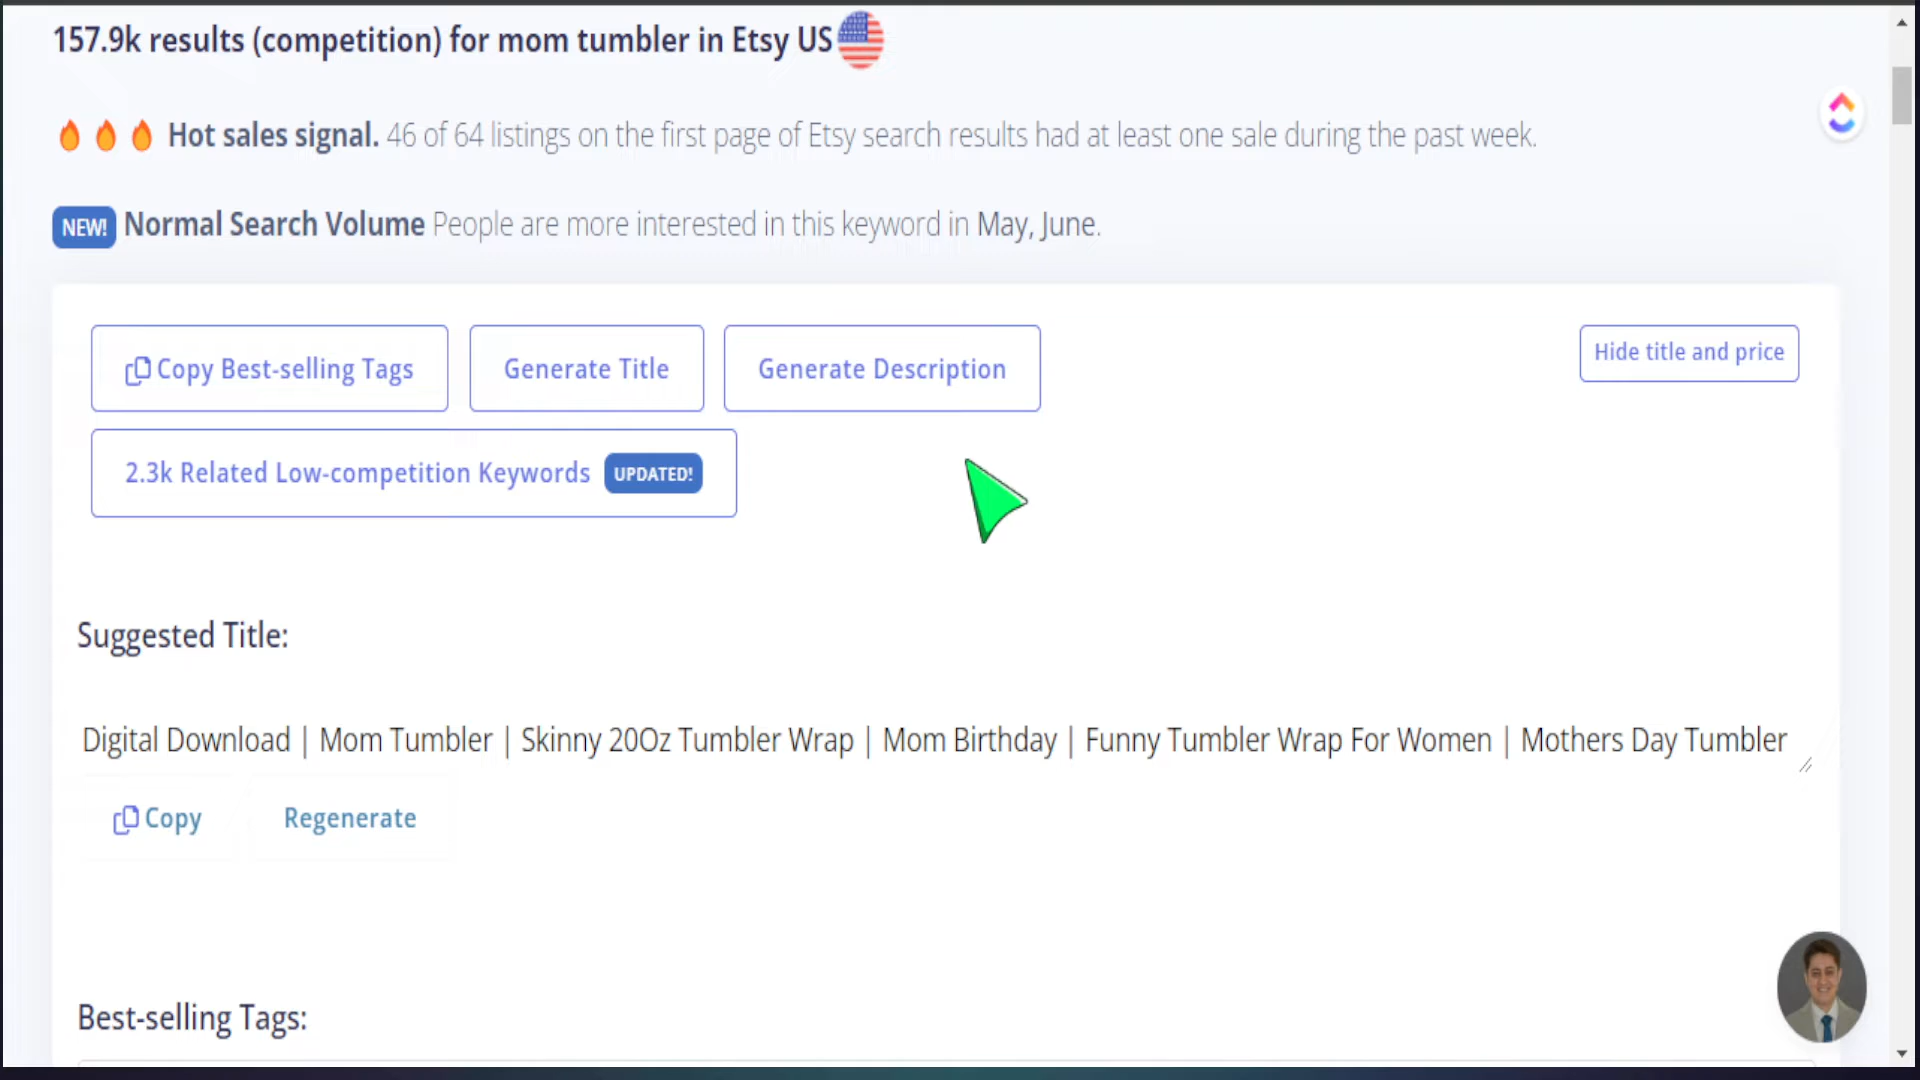 157.9k results (competition) for mom tumbler in Etsy US
Hot sales signal. 46 of 64 listings on the first page of Etsy search results had at least one sale during the past week.
NEW! Normal Search Volume People are more interested in this keyword in May, June.
Copy Best-selling Tags
Generate Title
Generate Description
Hide title and price
2.3k Related Low-competition Keywords UPDATED!
Suggested Title:
Digital Download | Mom Tumbler | Skinny 20Oz Tumbler Wrap | Mom Birthday | Funny Tumbler Wrap For Women | Mothers Day Tumbler
Copy
Regenerate
Best-selling Tags: